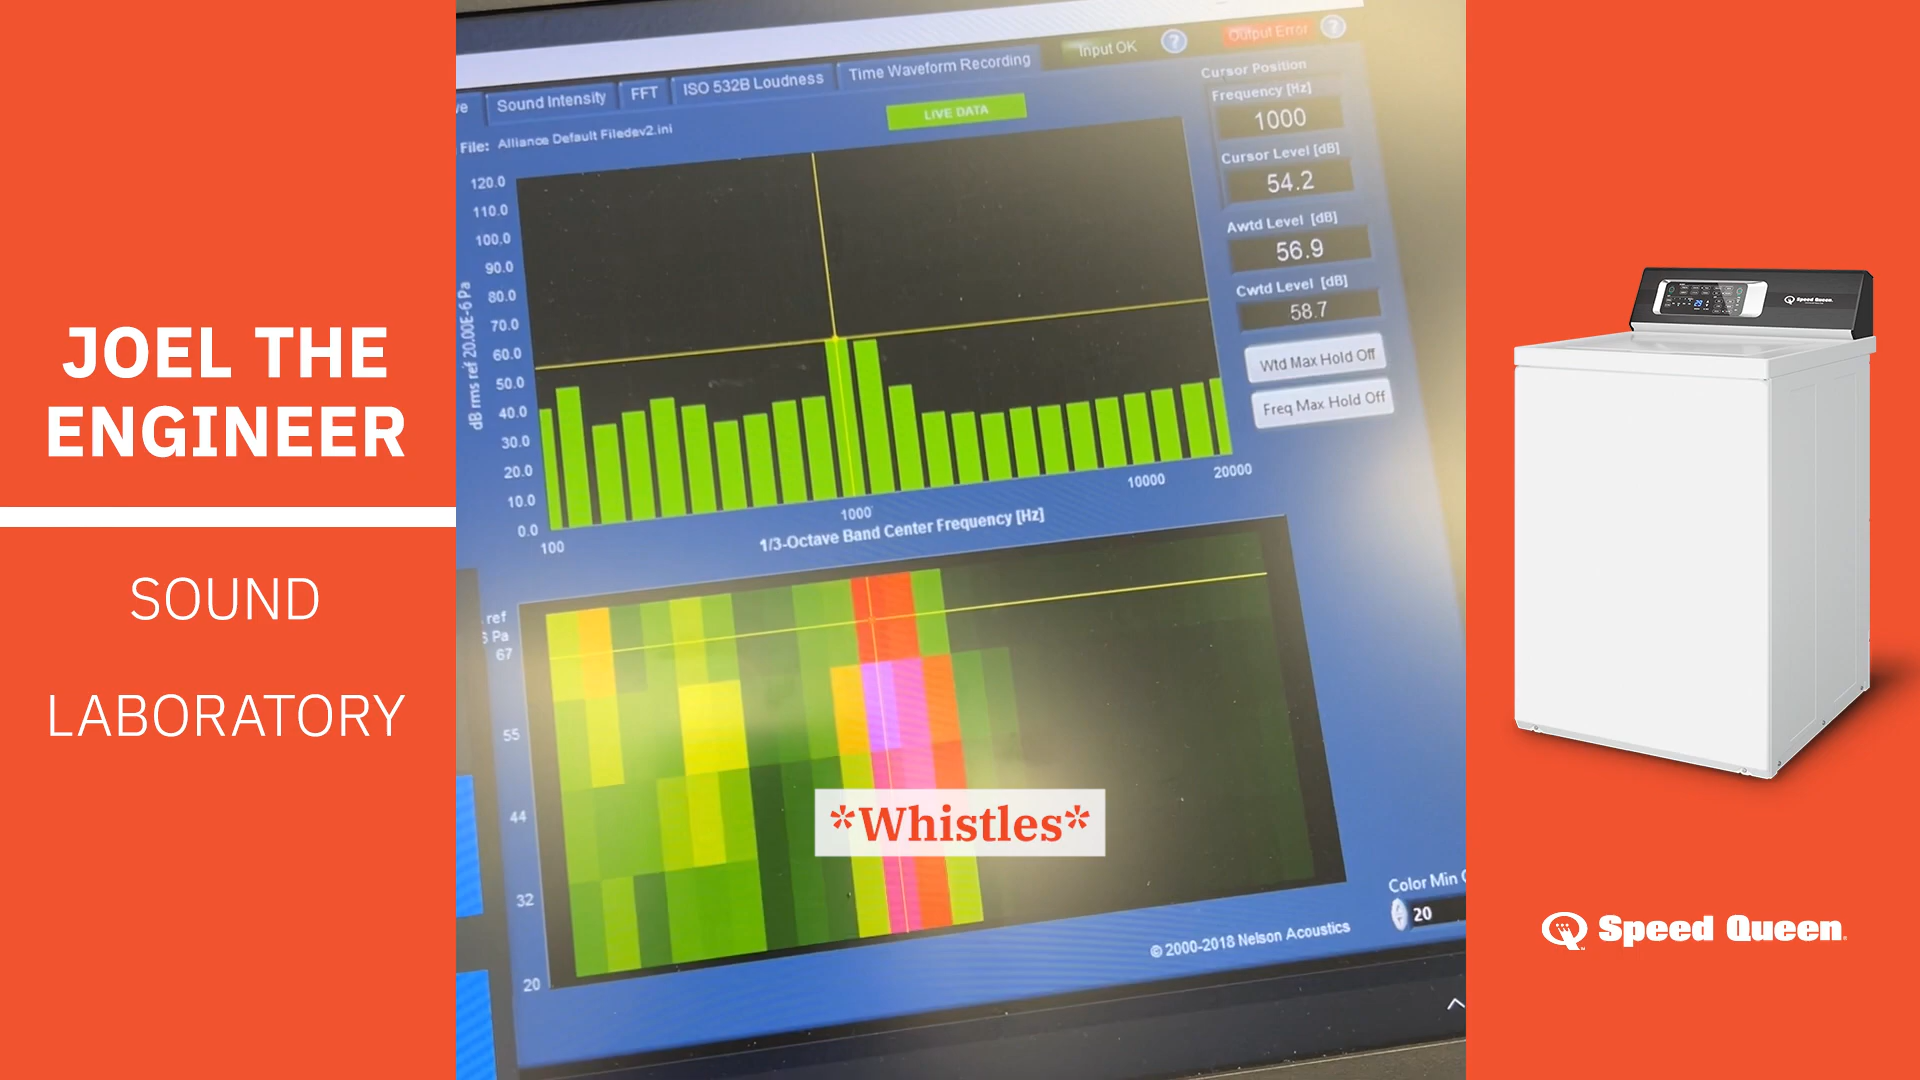 JOEL THE
ENGINEER
SOUND
LABORATORY
Input OK
Output Error
ve
Sound Intensity
FFT
ISO 532B Loudness
Time Waveform Recording
File: Alliance Default Filedev2.ini
LIVE DATA
Cursor Position
Frequency [Hz]
1000
Cursor Level [dB]
54.2
Awtd Level [dB]
56.9
Cwtd Level [dB]
58.7
Wtd Max Hold Off
Freq Max Hold Off
dB rms ref 20.00E-6 Pa
120.0
110.0
100.0
90.0
80.0
70.0
60.0
50.0
40.0
30.0
20.0
10.0
0.0
100
1000
10000
20000
1/3-Octave Band Center Frequency [Hz]
ref
Pa
67
55
44
32
20
*Whistles*
Color Min
20
© 2000-2018 Nelson Acoustics
Speed Queen
Speed Queen